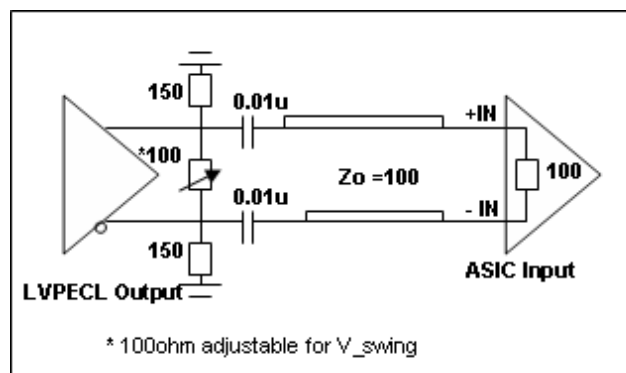 150
0.01u
+IN
*100
Zo =100
100
0.01u
- IN
150
ASIC Input
LVPECL Output
* 100ohm adjustable for V_swing